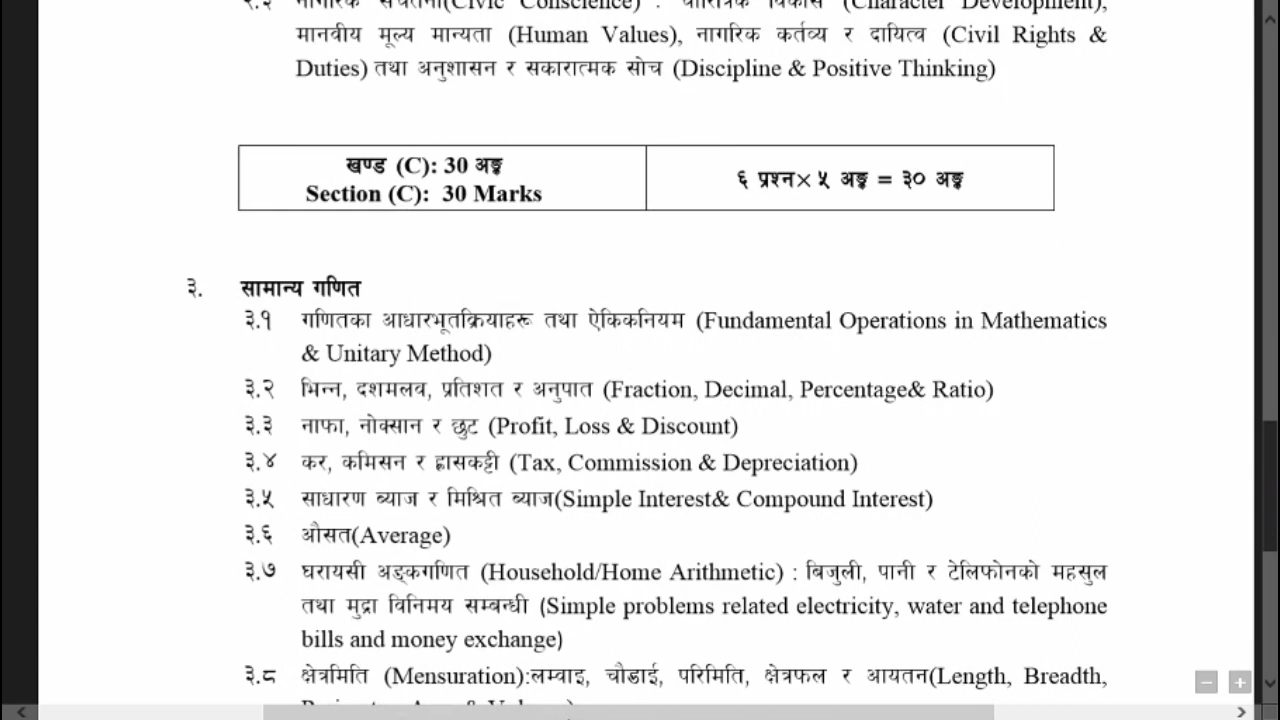 (Civic Conscience) : (Character Development),
मानवीय मूल्य मान्यता (Human Values), नागरिक कर्तव्य र दायित्व (Civil Rights &
Duties) तथा अनुशासन र सकारात्मक सोच (Discipline & Positive Thinking)
खण्ड (C): 30 अङ्क
Section (C): 30 Marks
६ प्रश्न× ५ अङ्क = ३० अङ्क
३. सामान्य गणित
३.१ गणितका आधारभूतक्रियाहरू तथा ऐकिकनियम (Fundamental Operations in Mathematics
& Unitary Method)
३.२ भिन्न, दशमलव, प्रतिशत र अनुपात (Fraction, Decimal, Percentage& Ratio)
३.३ नाफा, नोक्सान र छुट (Profit, Loss & Discount)
३.४ कर, कमिसन र ह्रासकट्टी (Tax, Commission & Depreciation)
३.५ साधारण ब्याज र मिश्रित ब्याज(Simple Interest& Compound Interest)
३.६ औसत(Average)
३.७ घरायसी अङ्कगणित (Household/Home Arithmetic) : बिजुली, पानी र टेलिफोनको महसुल
तथा मुद्रा विनिमय सम्बन्धी (Simple problems related electricity, water and telephone
bills and money exchange)
३.८ क्षेत्रमिति (Mensuration):लम्वाइ, चौडाई, परिमिति, क्षेत्रफल र आयतन(Length, Breadth,